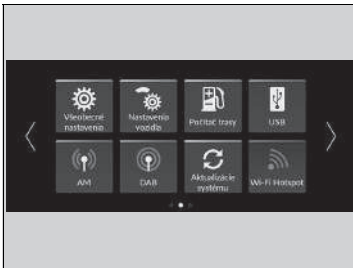 Všeobecné
nastavenia
Nastavenia
vozidla
Počítač trasy
USB
AM
DAB
Aktualizácie
systému
Wi-Fi Hotspot